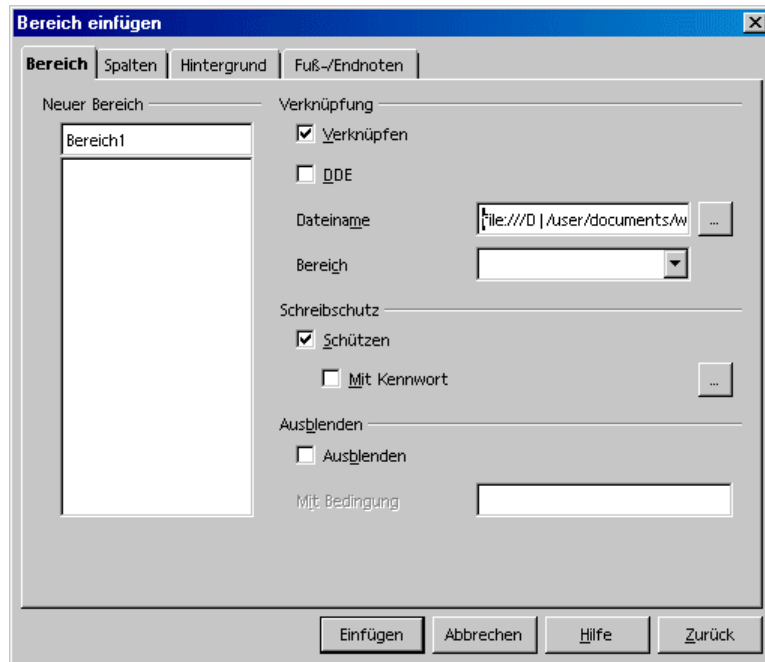 Bereich einfügen
Bereich Spalten Hintergrund Fuß-/Endnoten
Neuer Bereich
Bereich1
Verknüpfung
Verknüpfen
DDE
Dateiname file:///D|/user/documents/w ...
Bereich
Schreibschutz
Schützen
Mit Kennwort ...
Ausblenden
Ausblenden
Mit Bedingung
Einfügen Abbrechen Hilfe Zurück